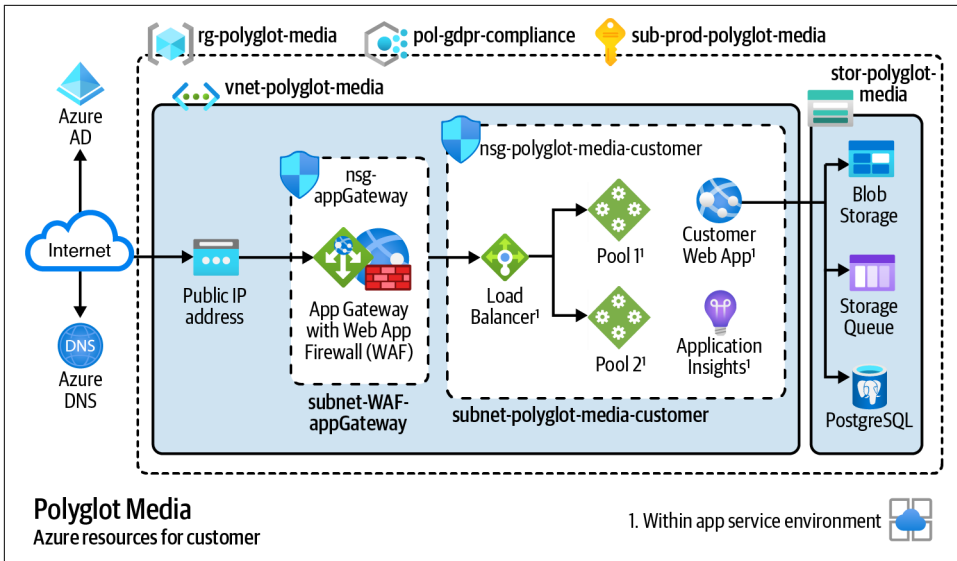 rg-polyglot-media
pol-gdpr-compliance
sub-prod-polyglot-media
stor-polyglot-
media
vnet-polyglot-media
Azure
AD
Internet
DNS
Azure
DNS
Public IP
address
nsg-
appGateway
App Gateway
with Web App
Firewall (WAF)
subnet-WAF-
appGateway
nsg-polyglot-media-customer
Load
Balancer¹
Pool 1¹
Pool 2¹
Customer
Web App¹
Application
Insights¹
subnet-polyglot-media-customer
Blob
Storage
Storage
Queue
PostgreSQL
Polyglot Media
Azure resources for customer
1. Within app service environment